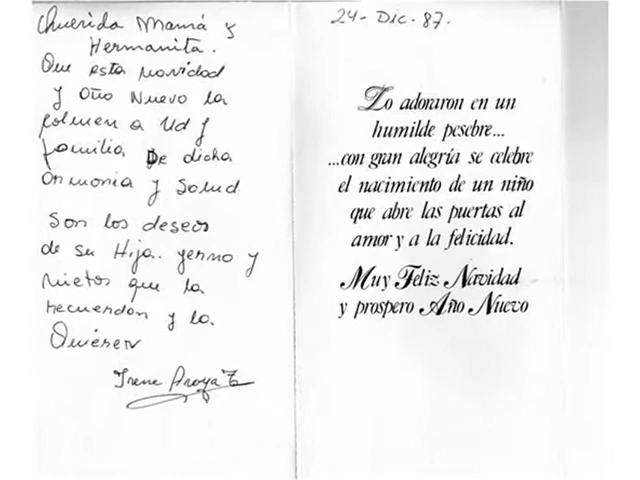 Querida Mamá y
Hermanita.
Que esta navidad
y Año Nuevo la
colmen a Ud y
familia De dicha
armonia y Salud
Son los deseos
de su Hija. yerno y
Nietos que la
recuerdan y la
Quieren
Irene Aroya Z
24-Dic-87.
Lo adoraron en un
humilde pesebre...
...con gran alegría se celebre
el nacimiento de un niño
que abre las puertas al
amor y a la felicidad.
Muy Feliz Navidad
y prospero Año Nuevo